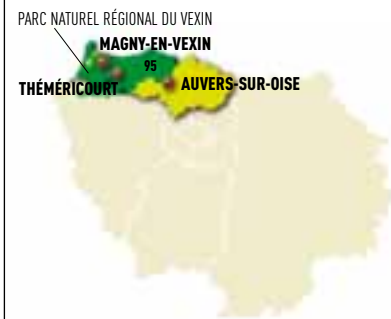 PARC NATUREL RÉGIONAL DU VEXIN
MAGNY-EN-VEXIN
95
THÉMÉRICOURT
AUVERS-SUR-OISE